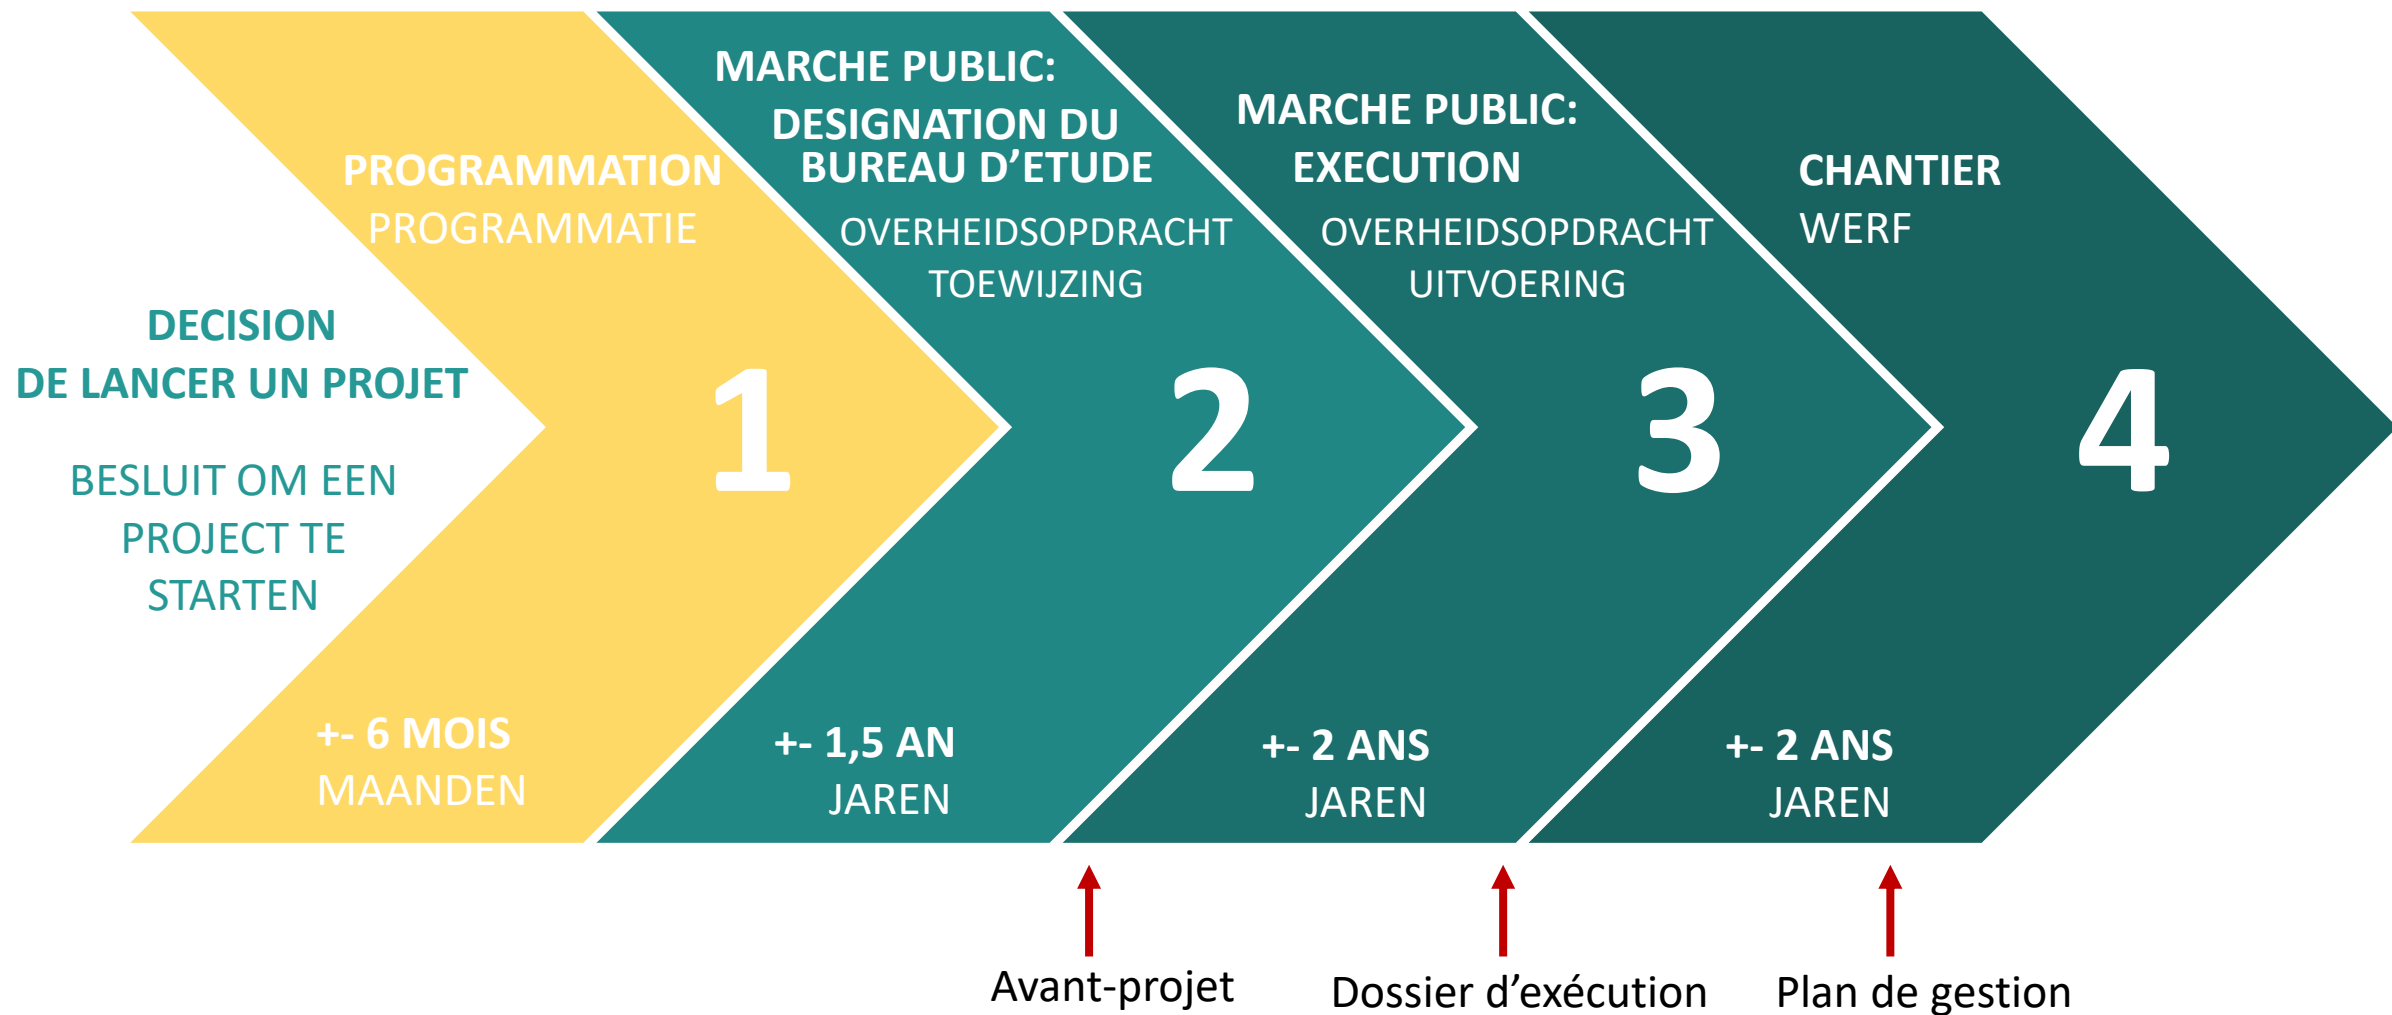 DECISION
DE LANCER UN PROJET
BESLUIT OM EEN
PROJECT TE
STARTEN
PROGRAMMATION
PROGRAMMATIE
1
+- 6 MOIS
MAANDEN
MARCHE PUBLIC:
DESIGNATION DU
BUREAU D’ETUDE
OVERHEIDSOPDRACHT
TOEWIJZING
2
+- 1,5 AN
JAREN
MARCHE PUBLIC:
EXECUTION
OVERHEIDSOPDRACHT
UITVOERING
3
+- 2 ANS
JAREN
CHANTIER
WERF
4
+- 2 ANS
JAREN
Avant-projet
Dossier d’exécution
Plan de gestion